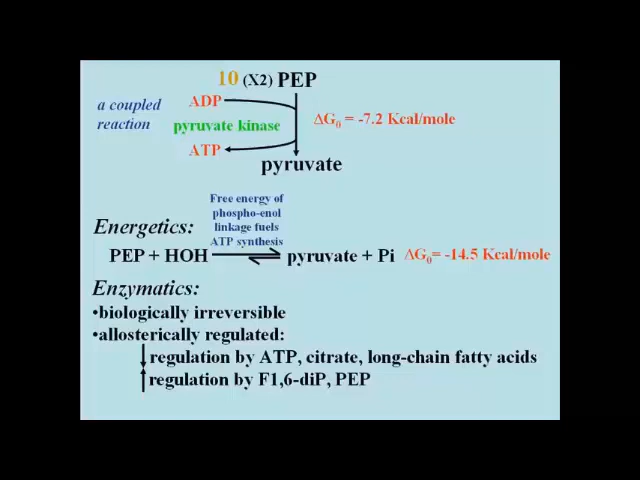 10 (X2) PEP
a coupled
reaction
ADP
pyruvate kinase
ATP
ΔG₀ = -7.2 Kcal/mole
pyruvate
Free energy of
phospho-enol
linkage fuels
ATP synthesis
Energetics:
PEP + HOH
pyruvate + Pi
ΔG₀= -14.5 Kcal/mole
Enzymatics:
•biologically irreversible
•allosterically regulated:
regulation by ATP, citrate, long-chain fatty acids
regulation by F1,6-diP, PEP